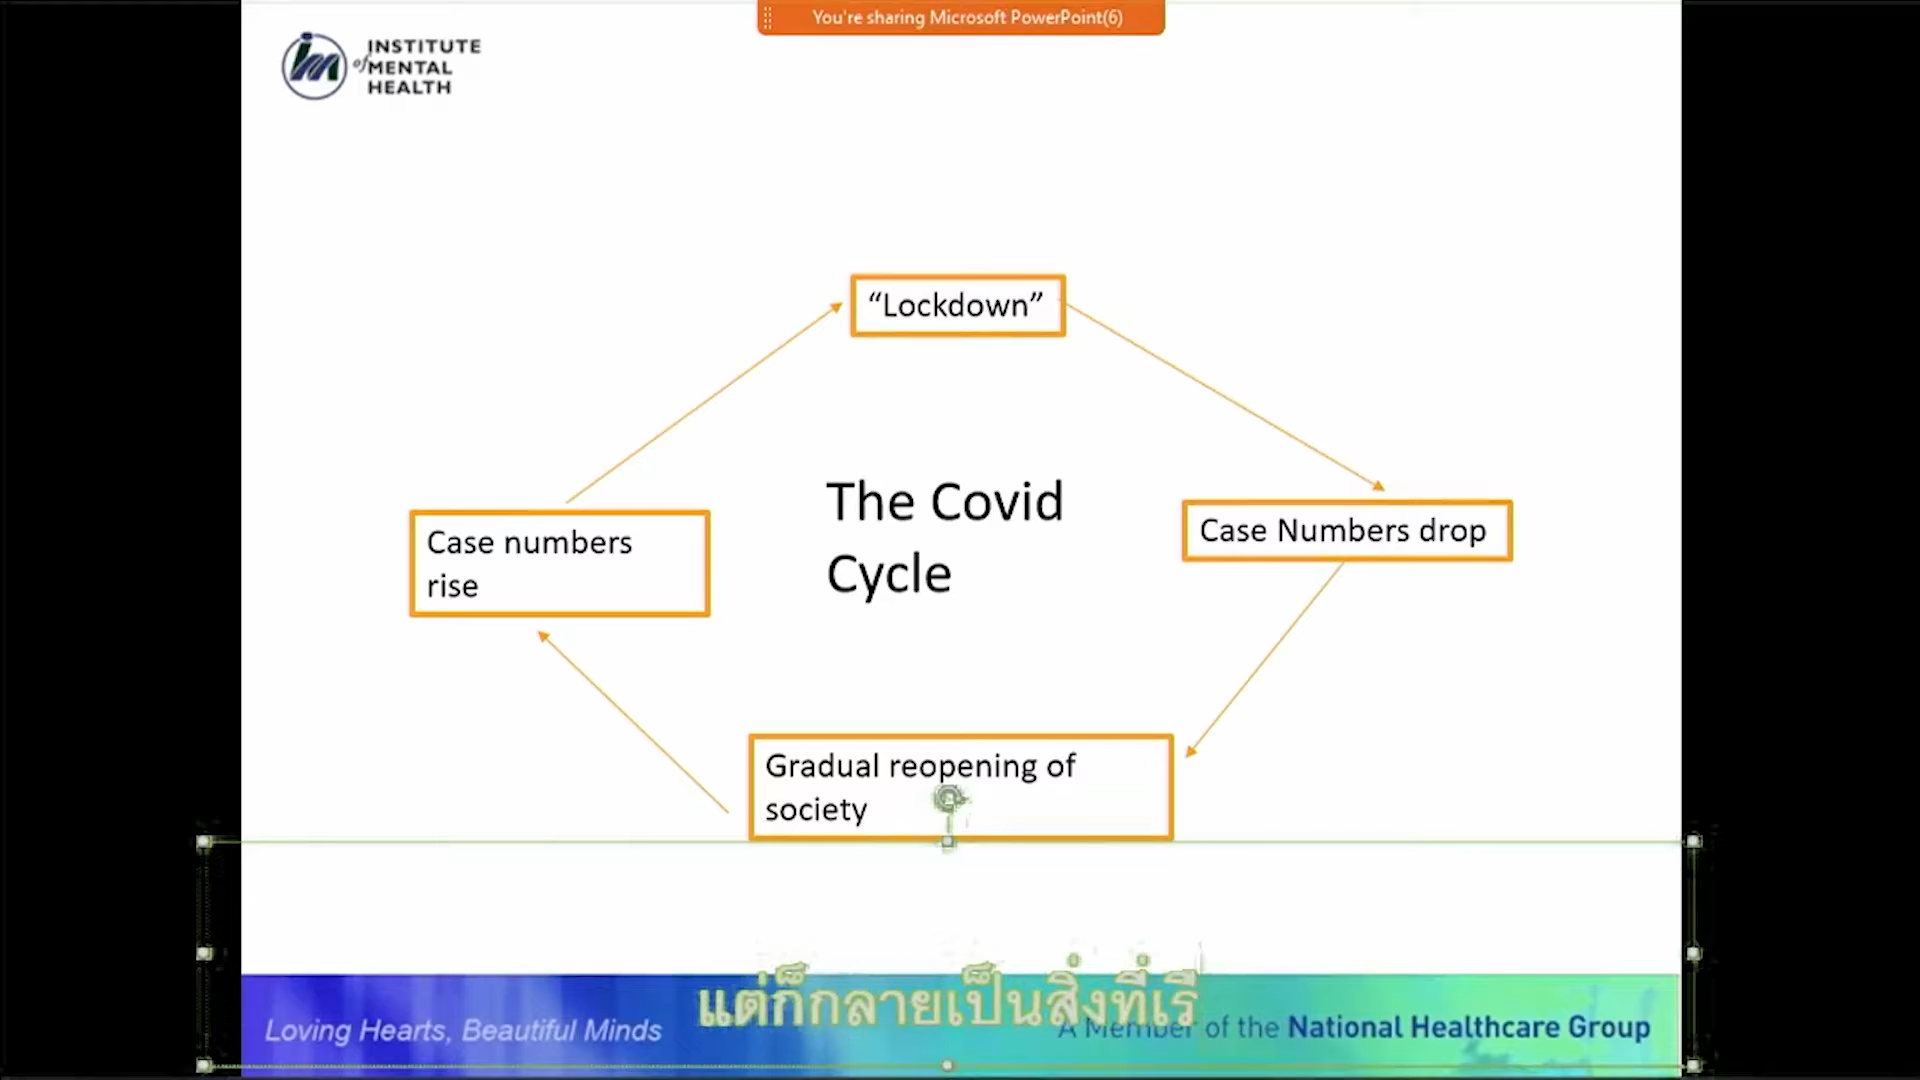 You're sharing Microsoft PowerPoint(6)
INSTITUTE
of MENTAL
HEALTH
“Lockdown”
The Covid
Cycle
Case numbers
rise
Case Numbers drop
Gradual reopening of
society
แต่ก็กลายเป็นสิ่งที่เรี
Loving Hearts, Beautiful Minds
A Member of the National Healthcare Group